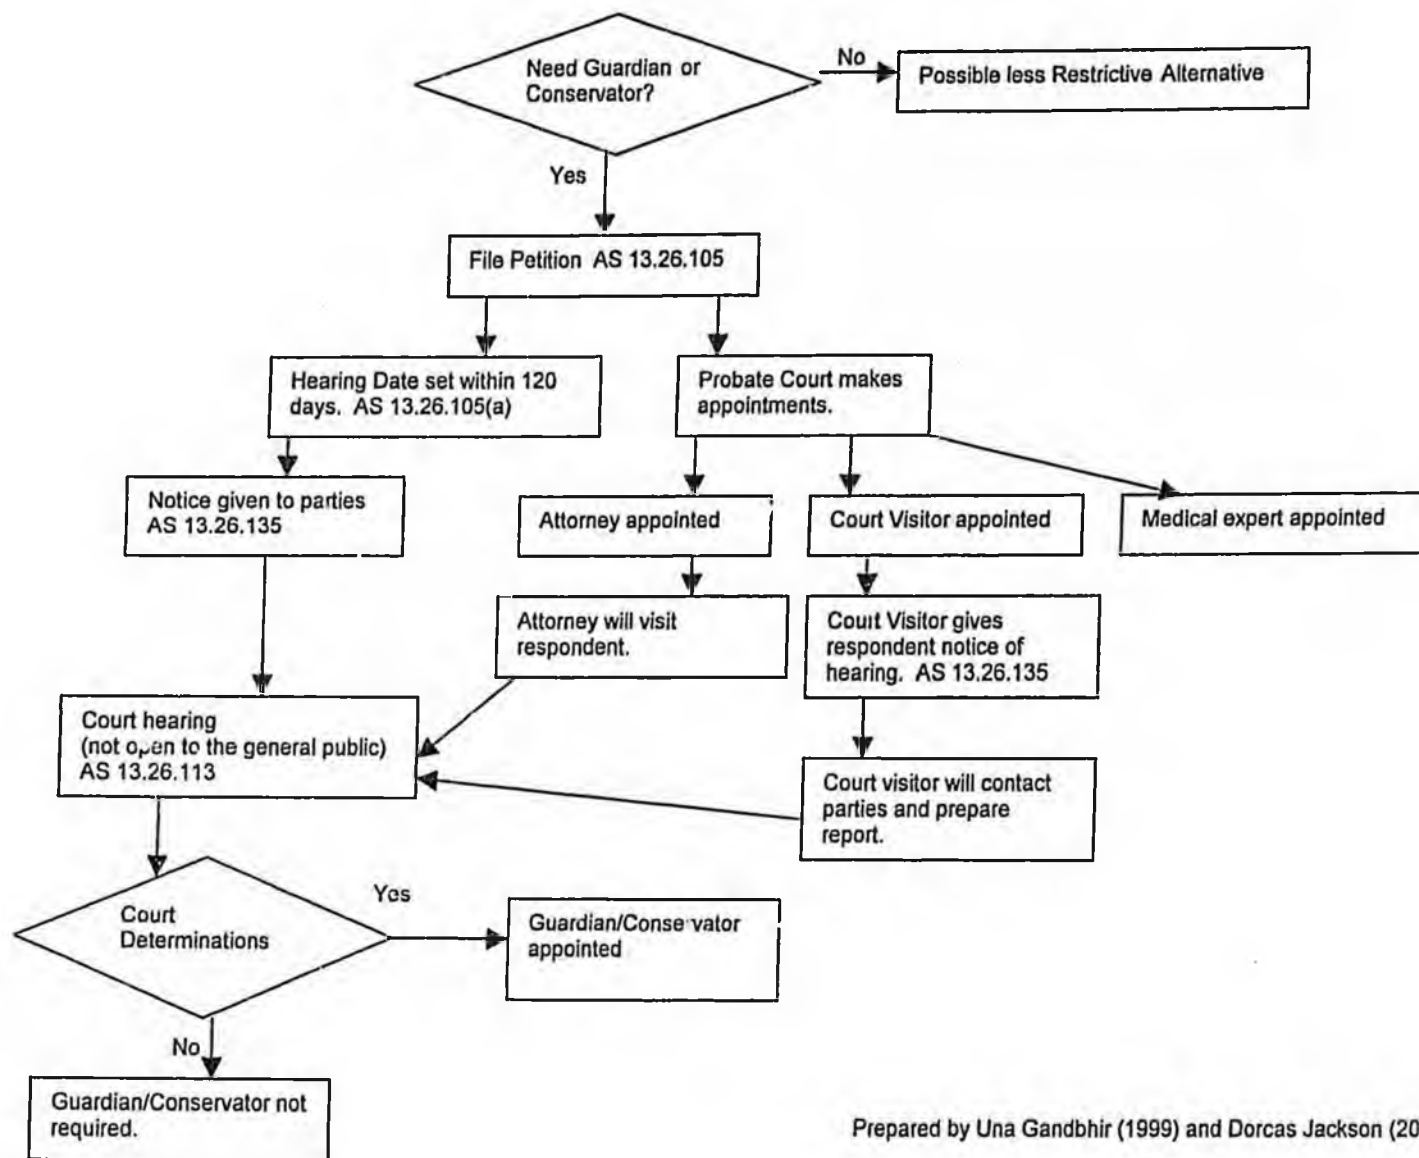 Need Guardian or
Conservator?
No
Possible less Restrictive Alternative
Yes
File Petition AS 13.26.105
Hearing Date set within 120
days. AS 13.26.105(a)
Probate Court makes
appointments.
Notice given to parties
AS 13.26.135
Attorney appointed
Court Visitor appointed
Medical expert appointed
Attorney will visit
respondent.
Court Visitor gives
respondent notice of
hearing. AS 13.26.135
Court hearing
(not open to the general public)
AS 13.26.113
Court visitor will contact
parties and prepare
report.
Court
Determinations
Yes
Guardian/Conservator
appointed
No
Guardian/Conservator not
required.
Prepared by Una Gandbhir (1999) and Dorcas Jackson (20